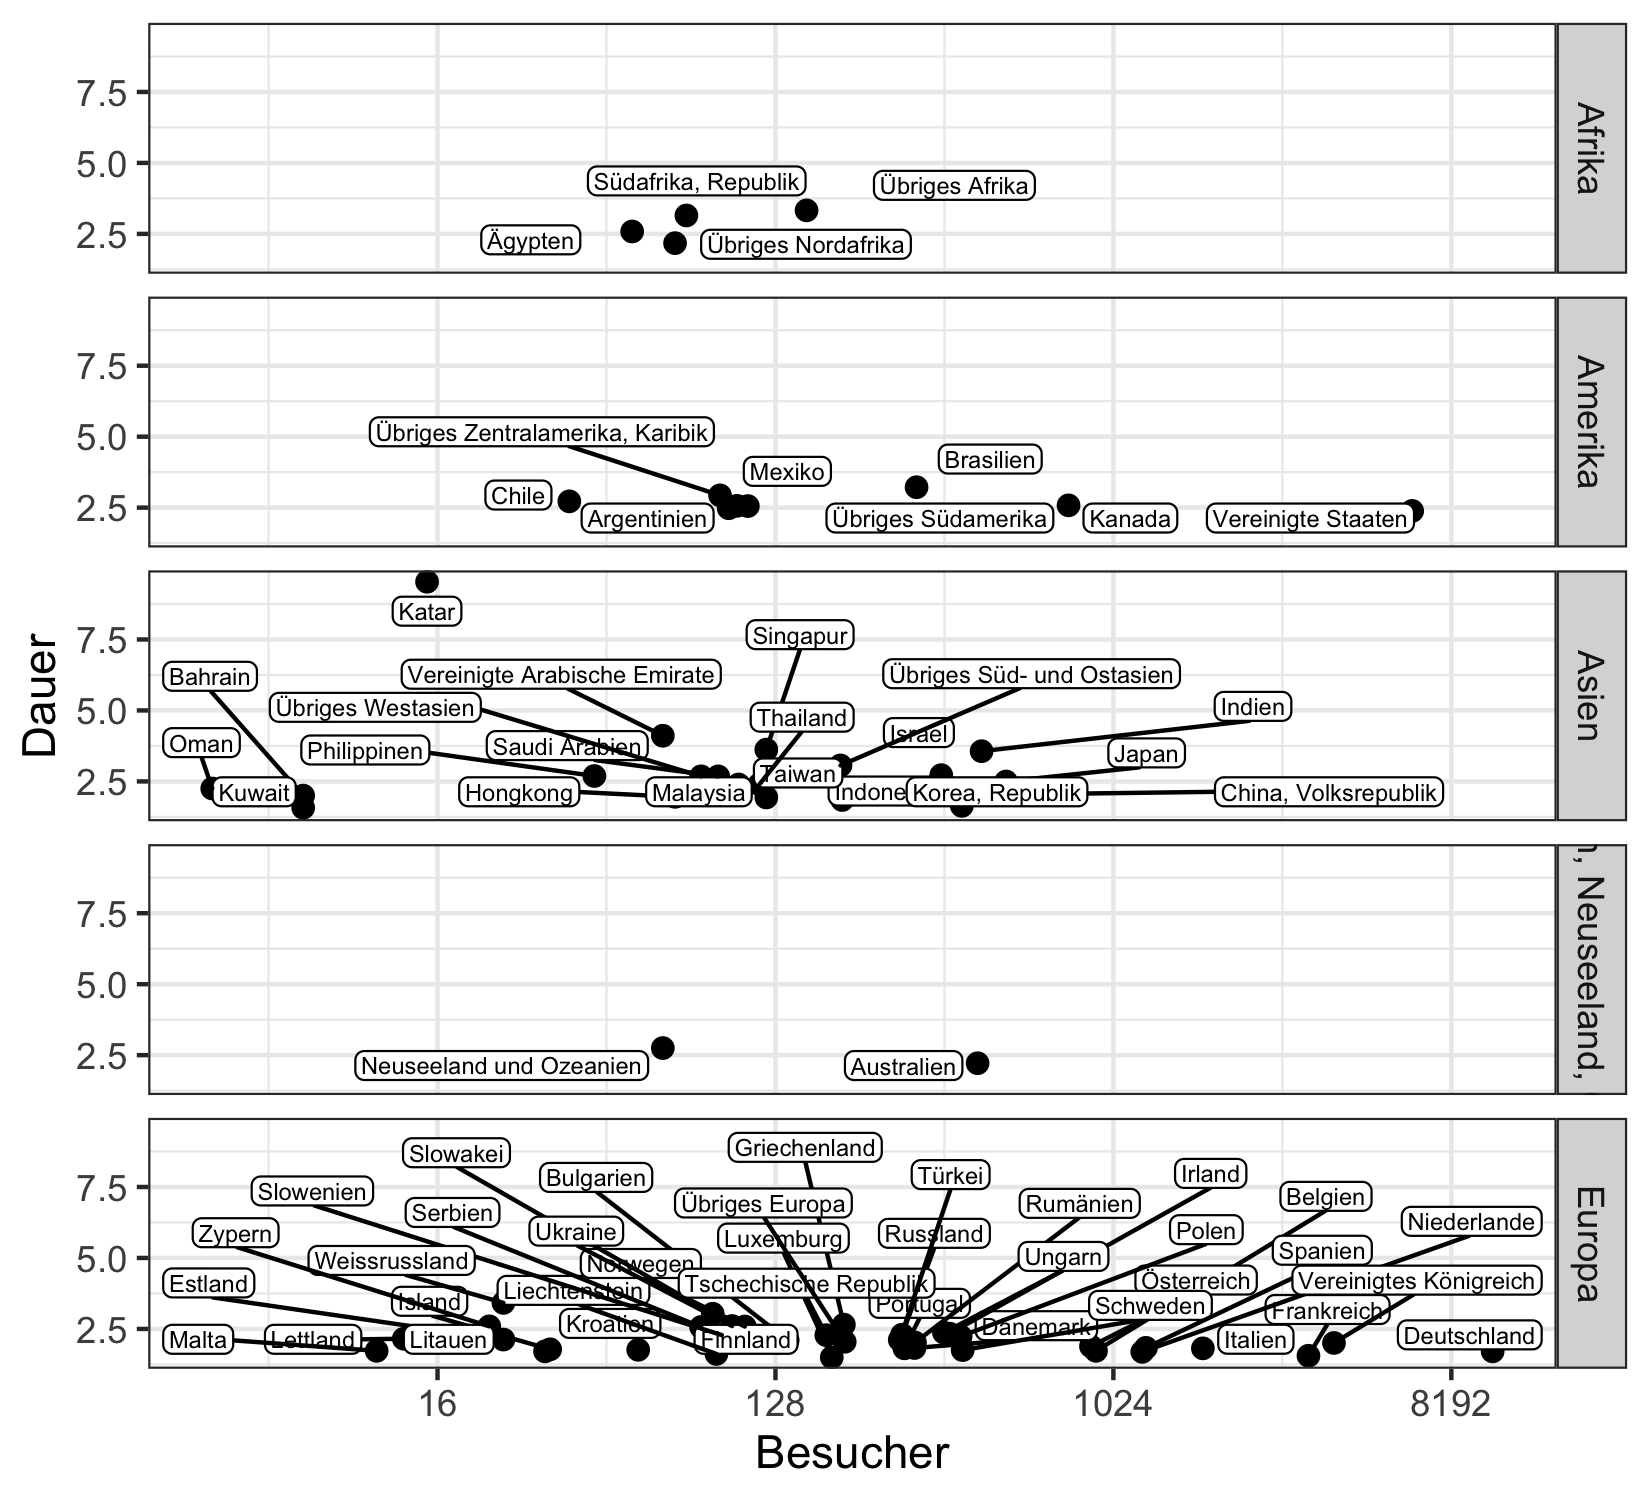 7.5
5.0
2.5
Südafrika, Republik
Übriges Afrika
Ägypten
Übriges Nordafrika
Afrika
7.5
5.0
2.5
Übriges Zentralamerika, Karibik
Mexiko
Brasilien
Chile
Argentinien
Übriges Südamerika
Kanada
Vereinigte Staaten
Amerika
Dauer
7.5
5.0
2.5
Katar
Singapur
Bahrain
Vereinigte Arabische Emirate
Übriges Süd- und Ostasien
Übriges Westasien
Indien
Thailand
Oman
Philippinen
Saudi Arabien
Israel
Japan
Taiwan
Kuwait
Hongkong
Malaysia
Indone
Korea, Republik
China, Volksrepublik
Asien
7.5
5.0
2.5
Neuseeland und Ozeanien
Australien
, Neuseeland,
7.5
5.0
2.5
Griechenland
Slowakei
Bulgarien
Türkei
Irland
Slowenien
Belgien
Übriges Europa
Rumänien
Serbien
Niederlande
Zypern
Ukraine
Luxemburg
Russland
Polen
Weissrussland
Norwegen
Ungarn
Spanien
Estland
Liechtenstein
Tschechische Republik
Österreich
Vereinigtes Königreich
Island
Portugal
Schweden
Frankreich
Kroatien
Dänemark
Malta
Lettland
Litauen
Finnland
Italien
Deutschland
Europa
16
128
1024
8192
Besucher